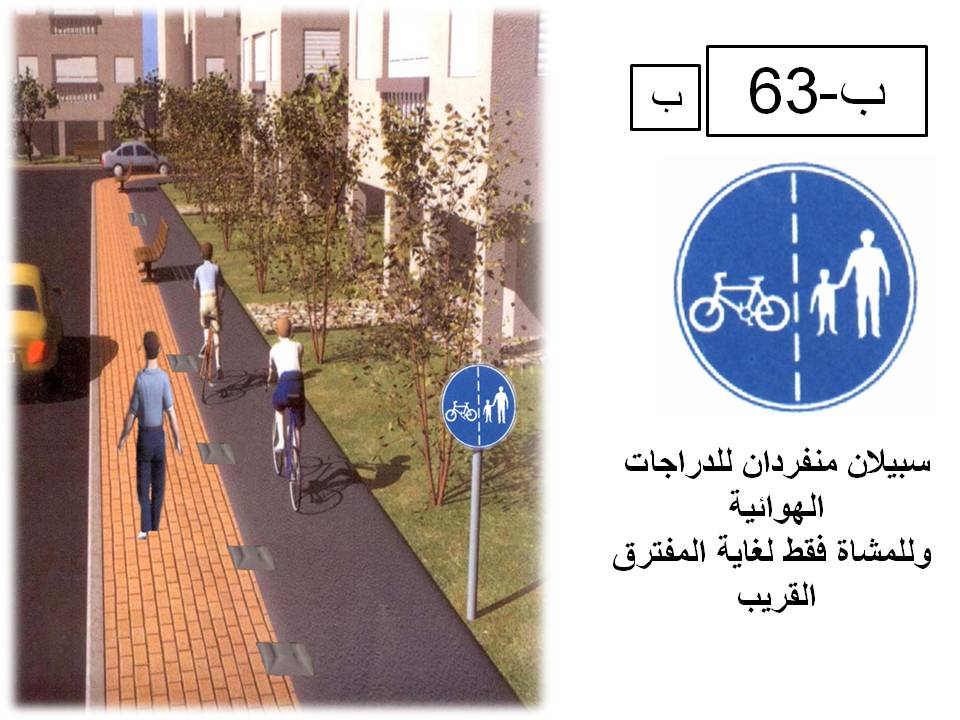 ب-63
ب
سبيلان منفردان للدراجات
الهوائية
وللمشاة فقط لغاية المفترق
القريب